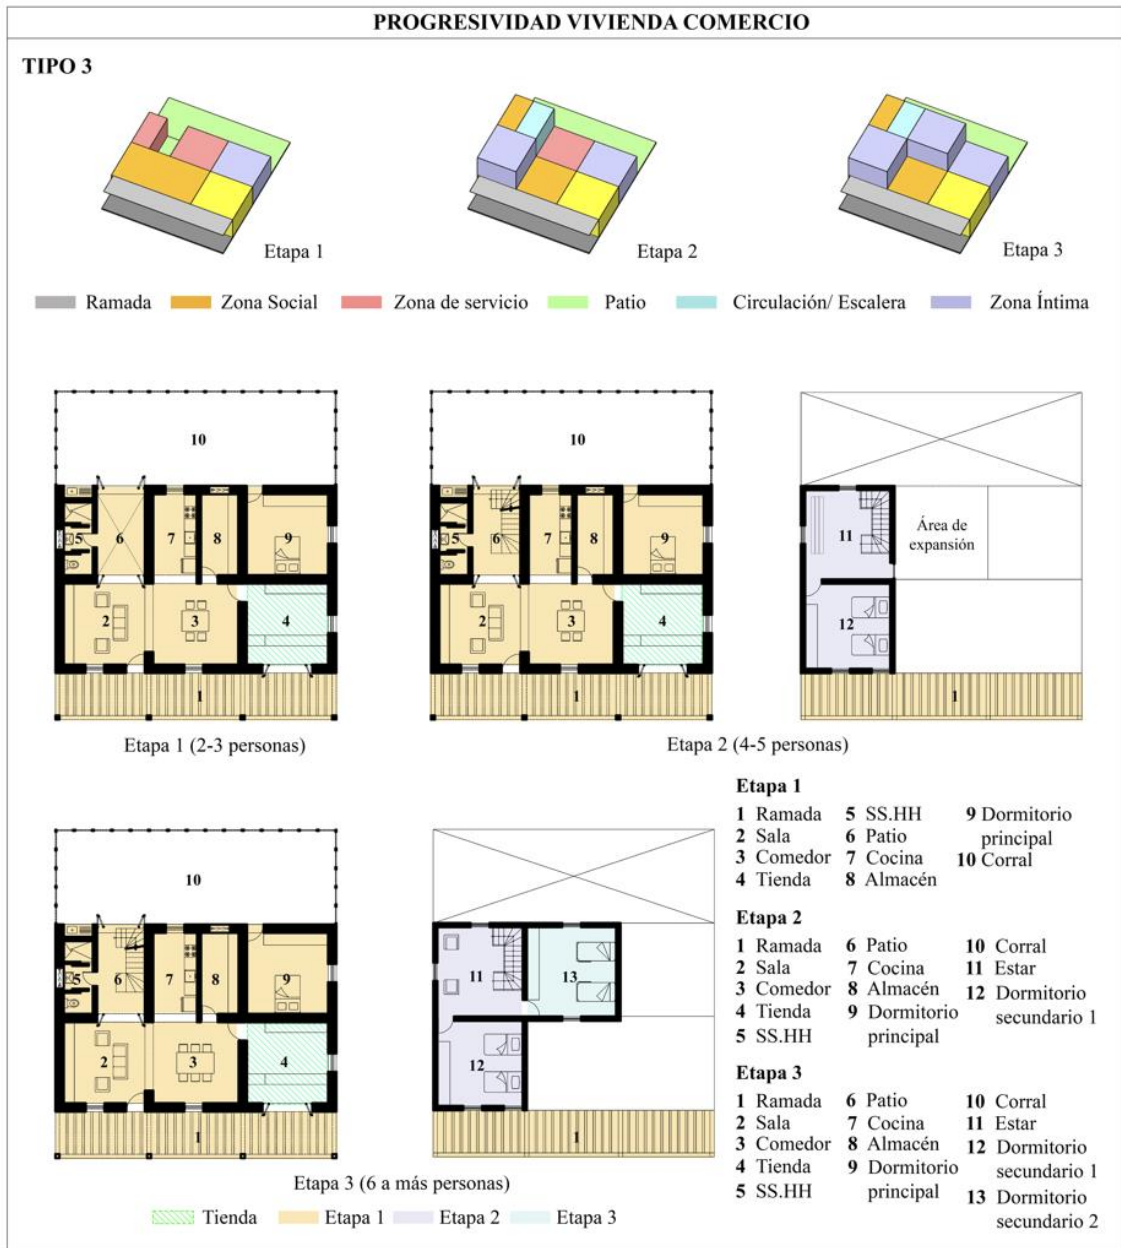 PROGRESIVIDAD VIVIENDA COMERCIO
TIPO 3
Etapa 1
Etapa 2
Etapa 3
Ramada
Zona Social
Zona de servicio
Patio
Circulación/ Escalera
Zona Íntima
10
5
6
7
8
9
2
3
4
1
Etapa 1 (2-3 personas)
10
5
6
7
8
9
2
3
4
1
11
Área de
expansión
12
1
Etapa 2 (4-5 personas)
10
5
6
7
8
9
2
3
4
1
11
13
12
1
Etapa 3 (6 a más personas)
Tienda
Etapa 1
Etapa 2
Etapa 3
Etapa 1
1 Ramada
2 Sala
3 Comedor
4 Tienda
5 SS.HH
6 Patio
7 Cocina
8 Almacén
9 Dormitorio
principal
10 Corral
Etapa 2
1 Ramada
2 Sala
3 Comedor
4 Tienda
5 SS.HH
6 Patio
7 Cocina
8 Almacén
9 Dormitorio
principal
10 Corral
11 Estar
12 Dormitorio
secundario 1
Etapa 3
1 Ramada
2 Sala
3 Comedor
4 Tienda
5 SS.HH
6 Patio
7 Cocina
8 Almacén
9 Dormitorio
principal
10 Corral
11 Estar
12 Dormitorio
secundario 1
13 Dormitorio
secundario 2